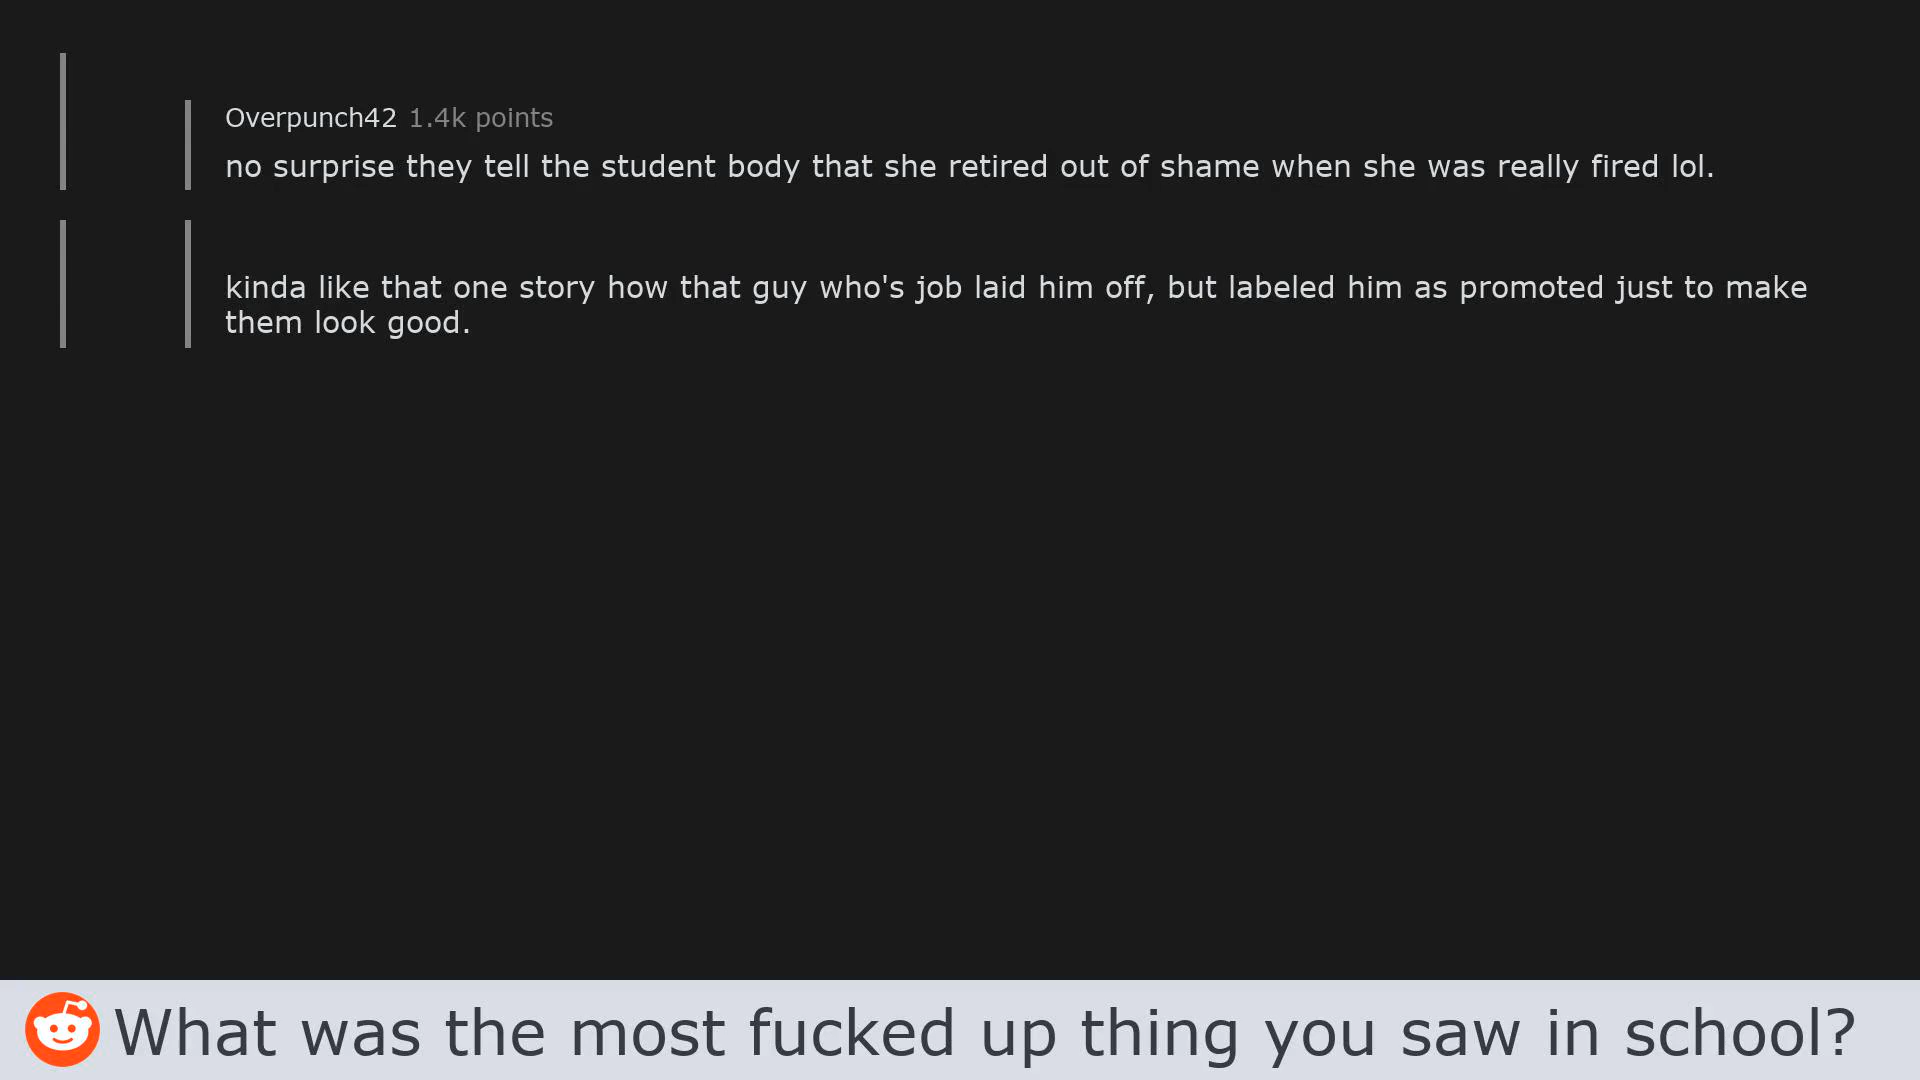 Overpunch42 1.4k points
no surprise they tell the student body that she retired out of shame when she was really fired lol.
kinda like that one story how that guy who's job laid him off, but labeled him as promoted just to make
them look good.
What was the most fucked up thing you saw in school?